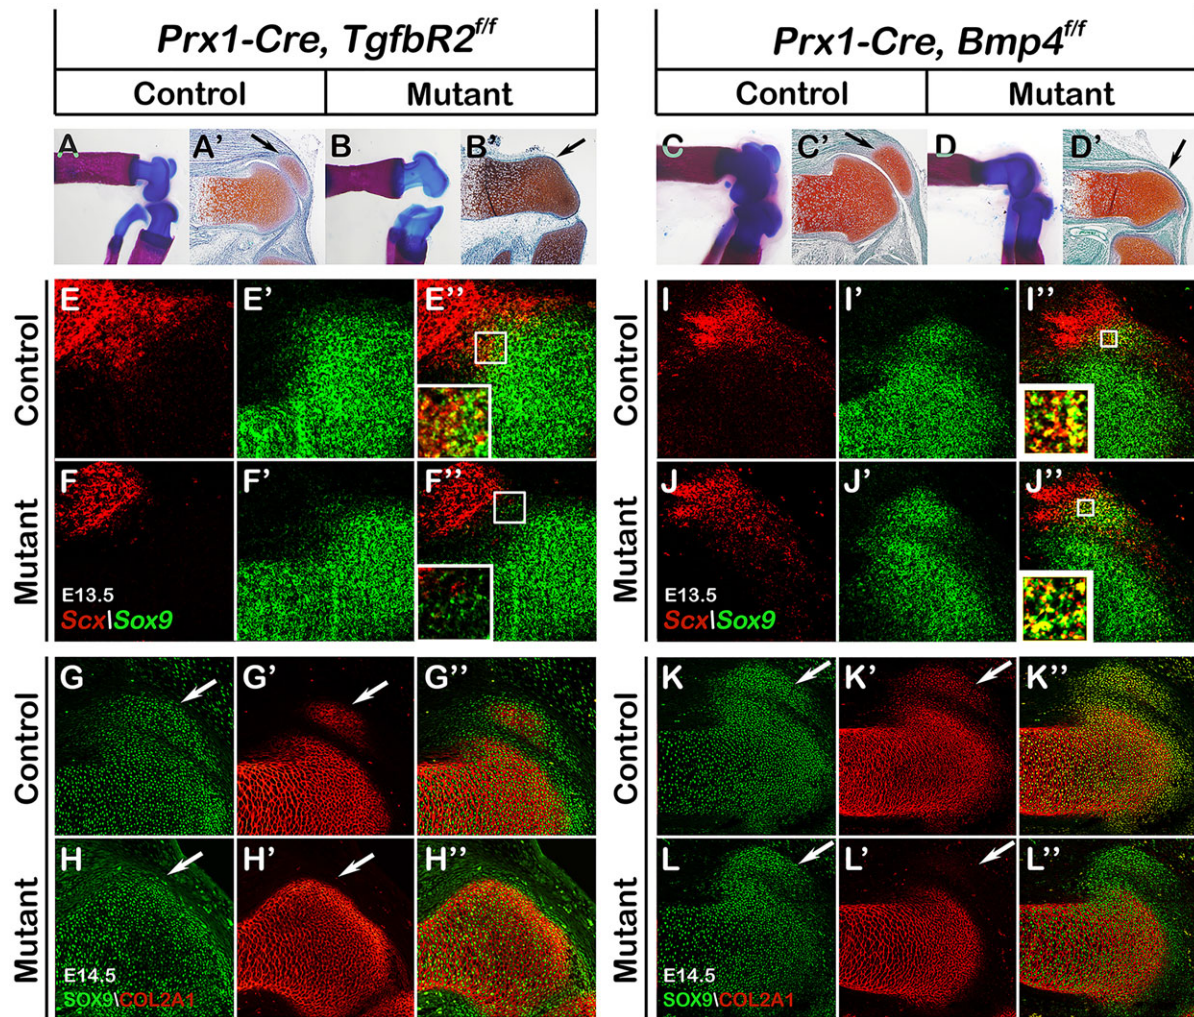 Prx1-Cre, TgfbR2f/f
Prx1-Cre, Bmp4f/f
Control Mutant
Control Mutant
A A' B B'
C C' D D'
Control
E E' E''
I I' I''
Mutant
F F' F''
E13.5
Scx\Sox9
J J' J''
E13.5
Scx\Sox9
Control
G G' G''
K K' K''
Mutant
H H' H''
E14.5
SOX9\COL2A1
L L' L''
E14.5
SOX9\COL2A1
Control
Mutant
Control
Mutant